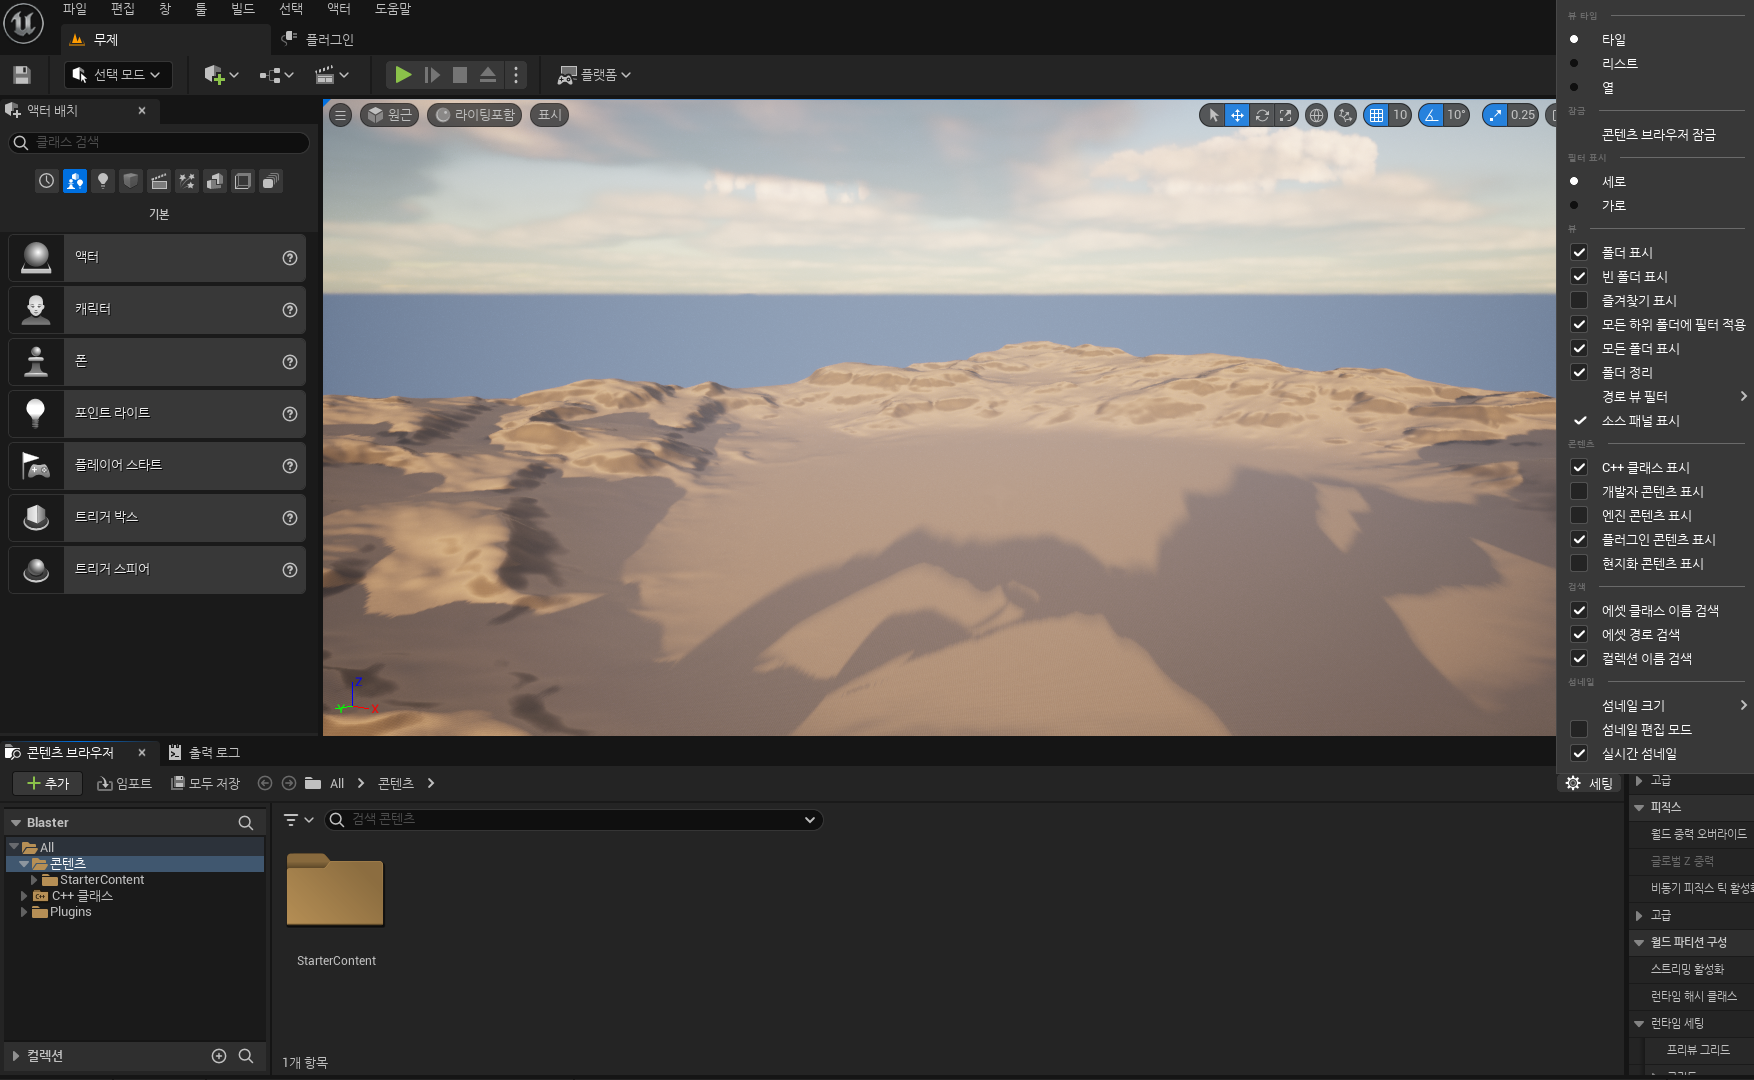 파일 편집 창 툴 빌드 선택 액터 도움말
무제
플러그인
선택 모드
플랫폼
액터 배치
클래스 검색
기본
액터
캐릭터
폰
포인트 라이트
플레이어 스타트
트리거 박스
트리거 스피어
원근 라이팅포함 표시
10 10° 0.25
Z
Y
X
뷰 타입
타일
리스트
열
잠금
콘텐츠 브라우저 잠금
필터 표시
세로
가로
뷰
폴더 표시
빈 폴더 표시
즐겨찾기 표시
모든 하위 폴더에 필터 적용
모든 폴더 표시
폴더 정리
경로 뷰 필터
소스 패널 표시
콘텐츠
C++ 클래스 표시
개발자 콘텐츠 표시
엔진 콘텐츠 표시
플러그인 콘텐츠 표시
현지화 콘텐츠 표시
검색
에셋 클래스 이름 검색
에셋 경로 검색
컬렉션 이름 검색
섬네일
섬네일 크기
섬네일 편집 모드
실시간 섬네일
세팅
콘텐츠 브라우저
출력 로그
추가 임포트 모두 저장 All 콘텐츠
Blaster
All
콘텐츠
StarterContent
C++ 클래스
Plugins
컬렉션
검색 콘텐츠
StarterContent
1개 항목
고급
피직스
월드 중력 오버라이드
글로벌 Z 중력
비동기 피직스 틱 활성화
고급
월드 파티션 구성
스트리밍 활성화
런타임 해시 클래스
런타임 세팅
프리뷰 그리드